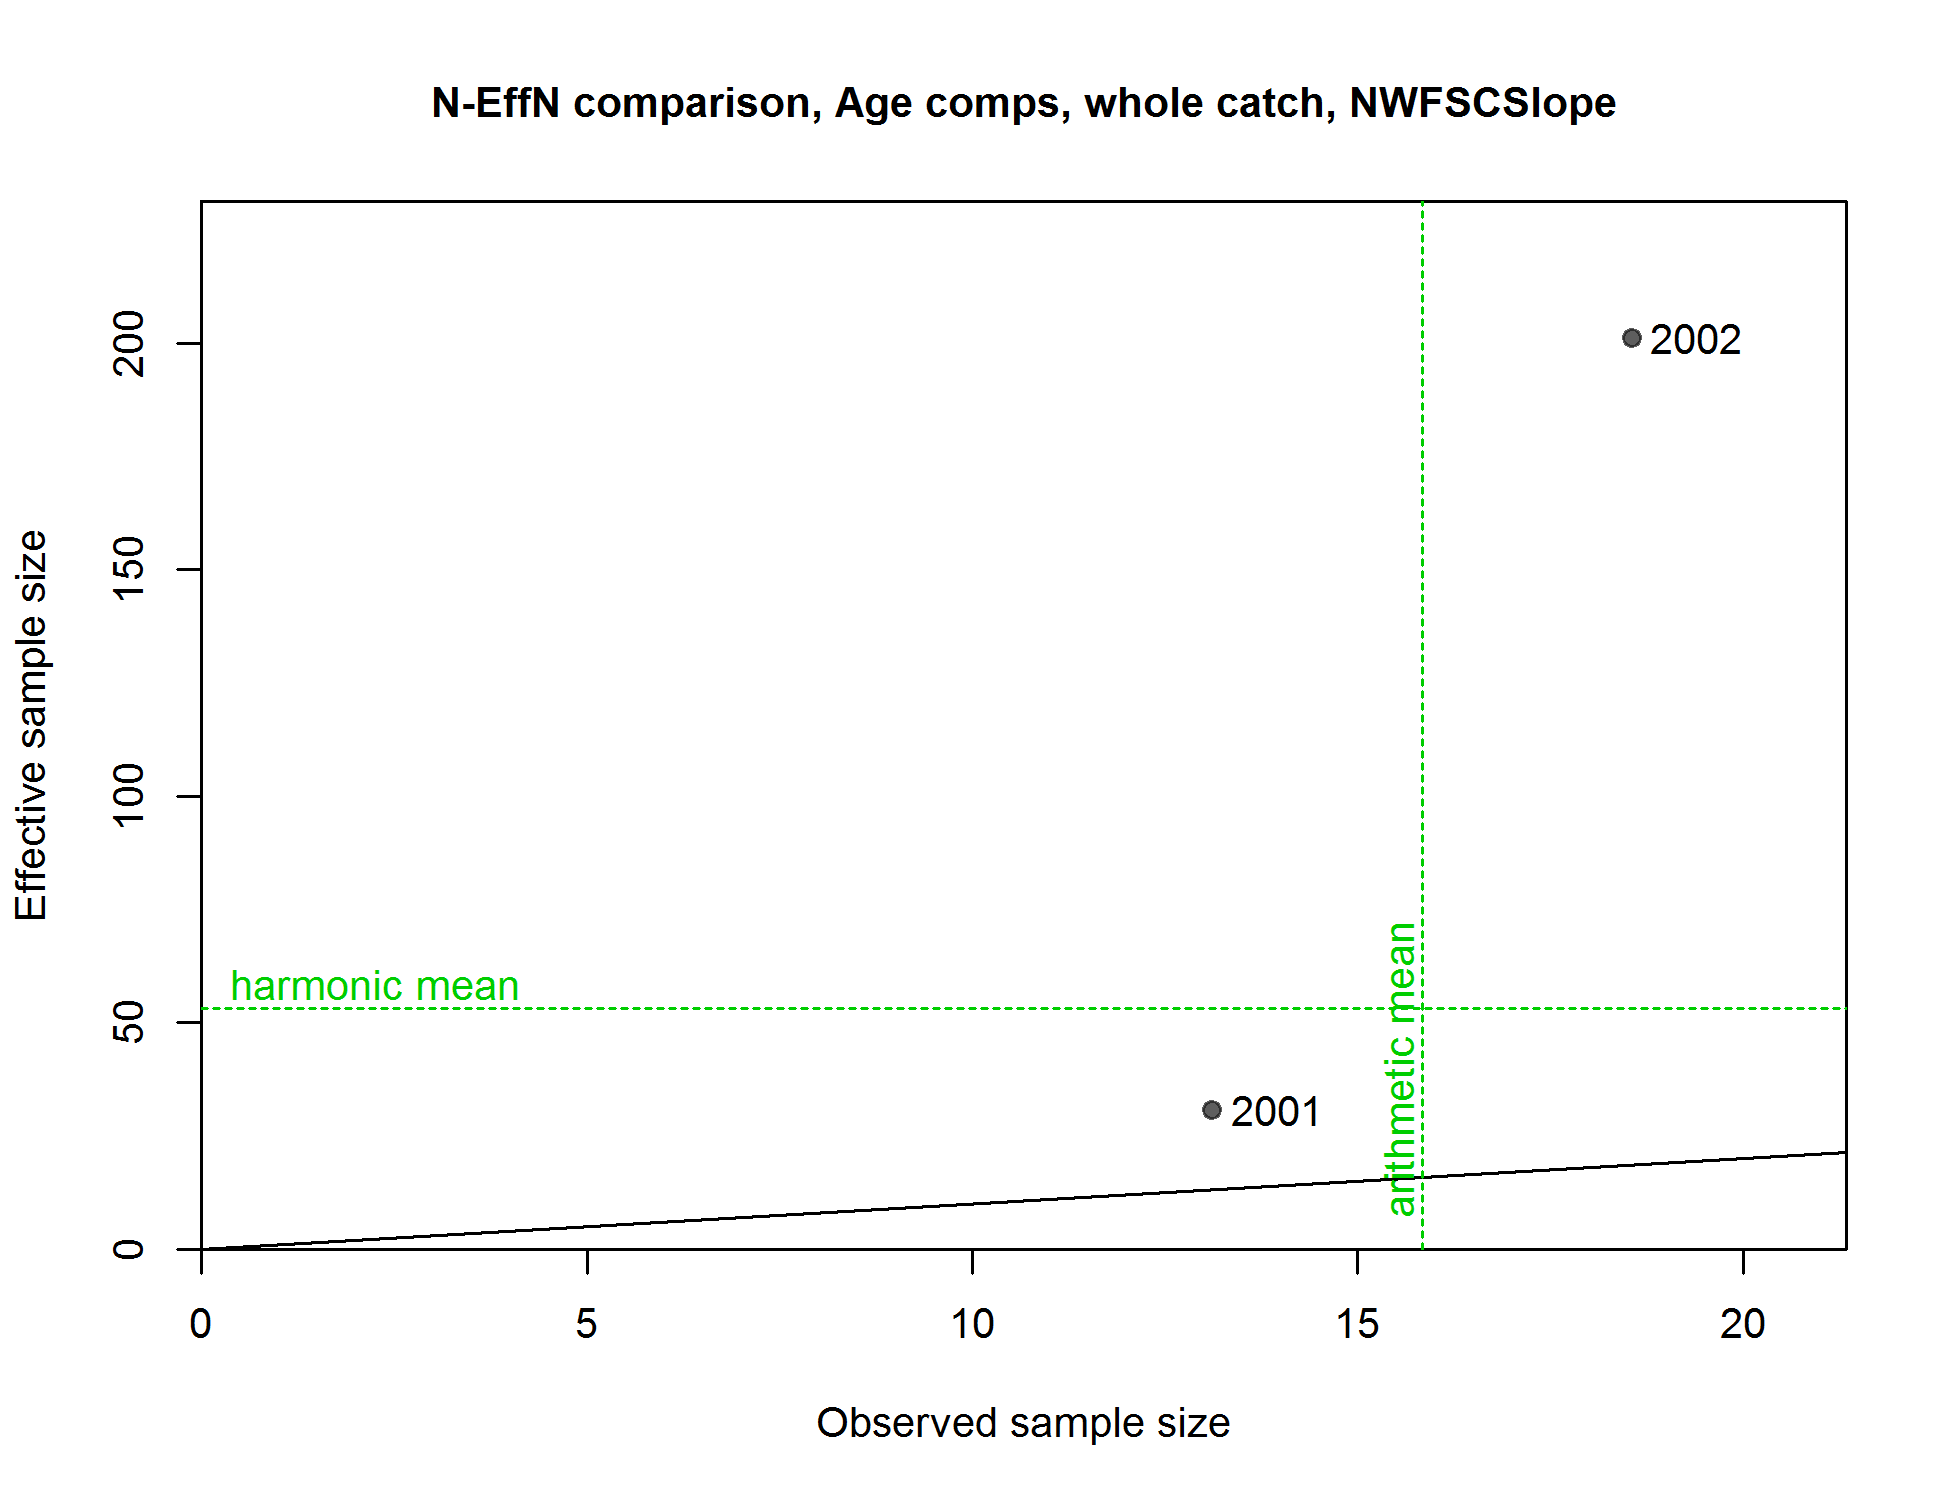 N-EffN comparison, Age comps, whole catch, NWFSCSlope
200
150
100
50
0
Effective sample size
2002
harmonic mean
arithmetic mean
2001
0 5 10 15 20
Observed sample size